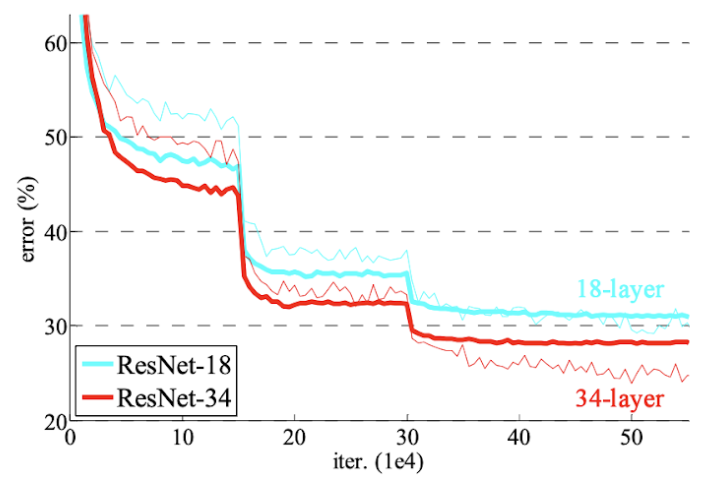 60
50
40
30
20
error (%)
18-layer
34-layer
ResNet-18
ResNet-34
0 10 20 30 40 50
iter. (1e4)